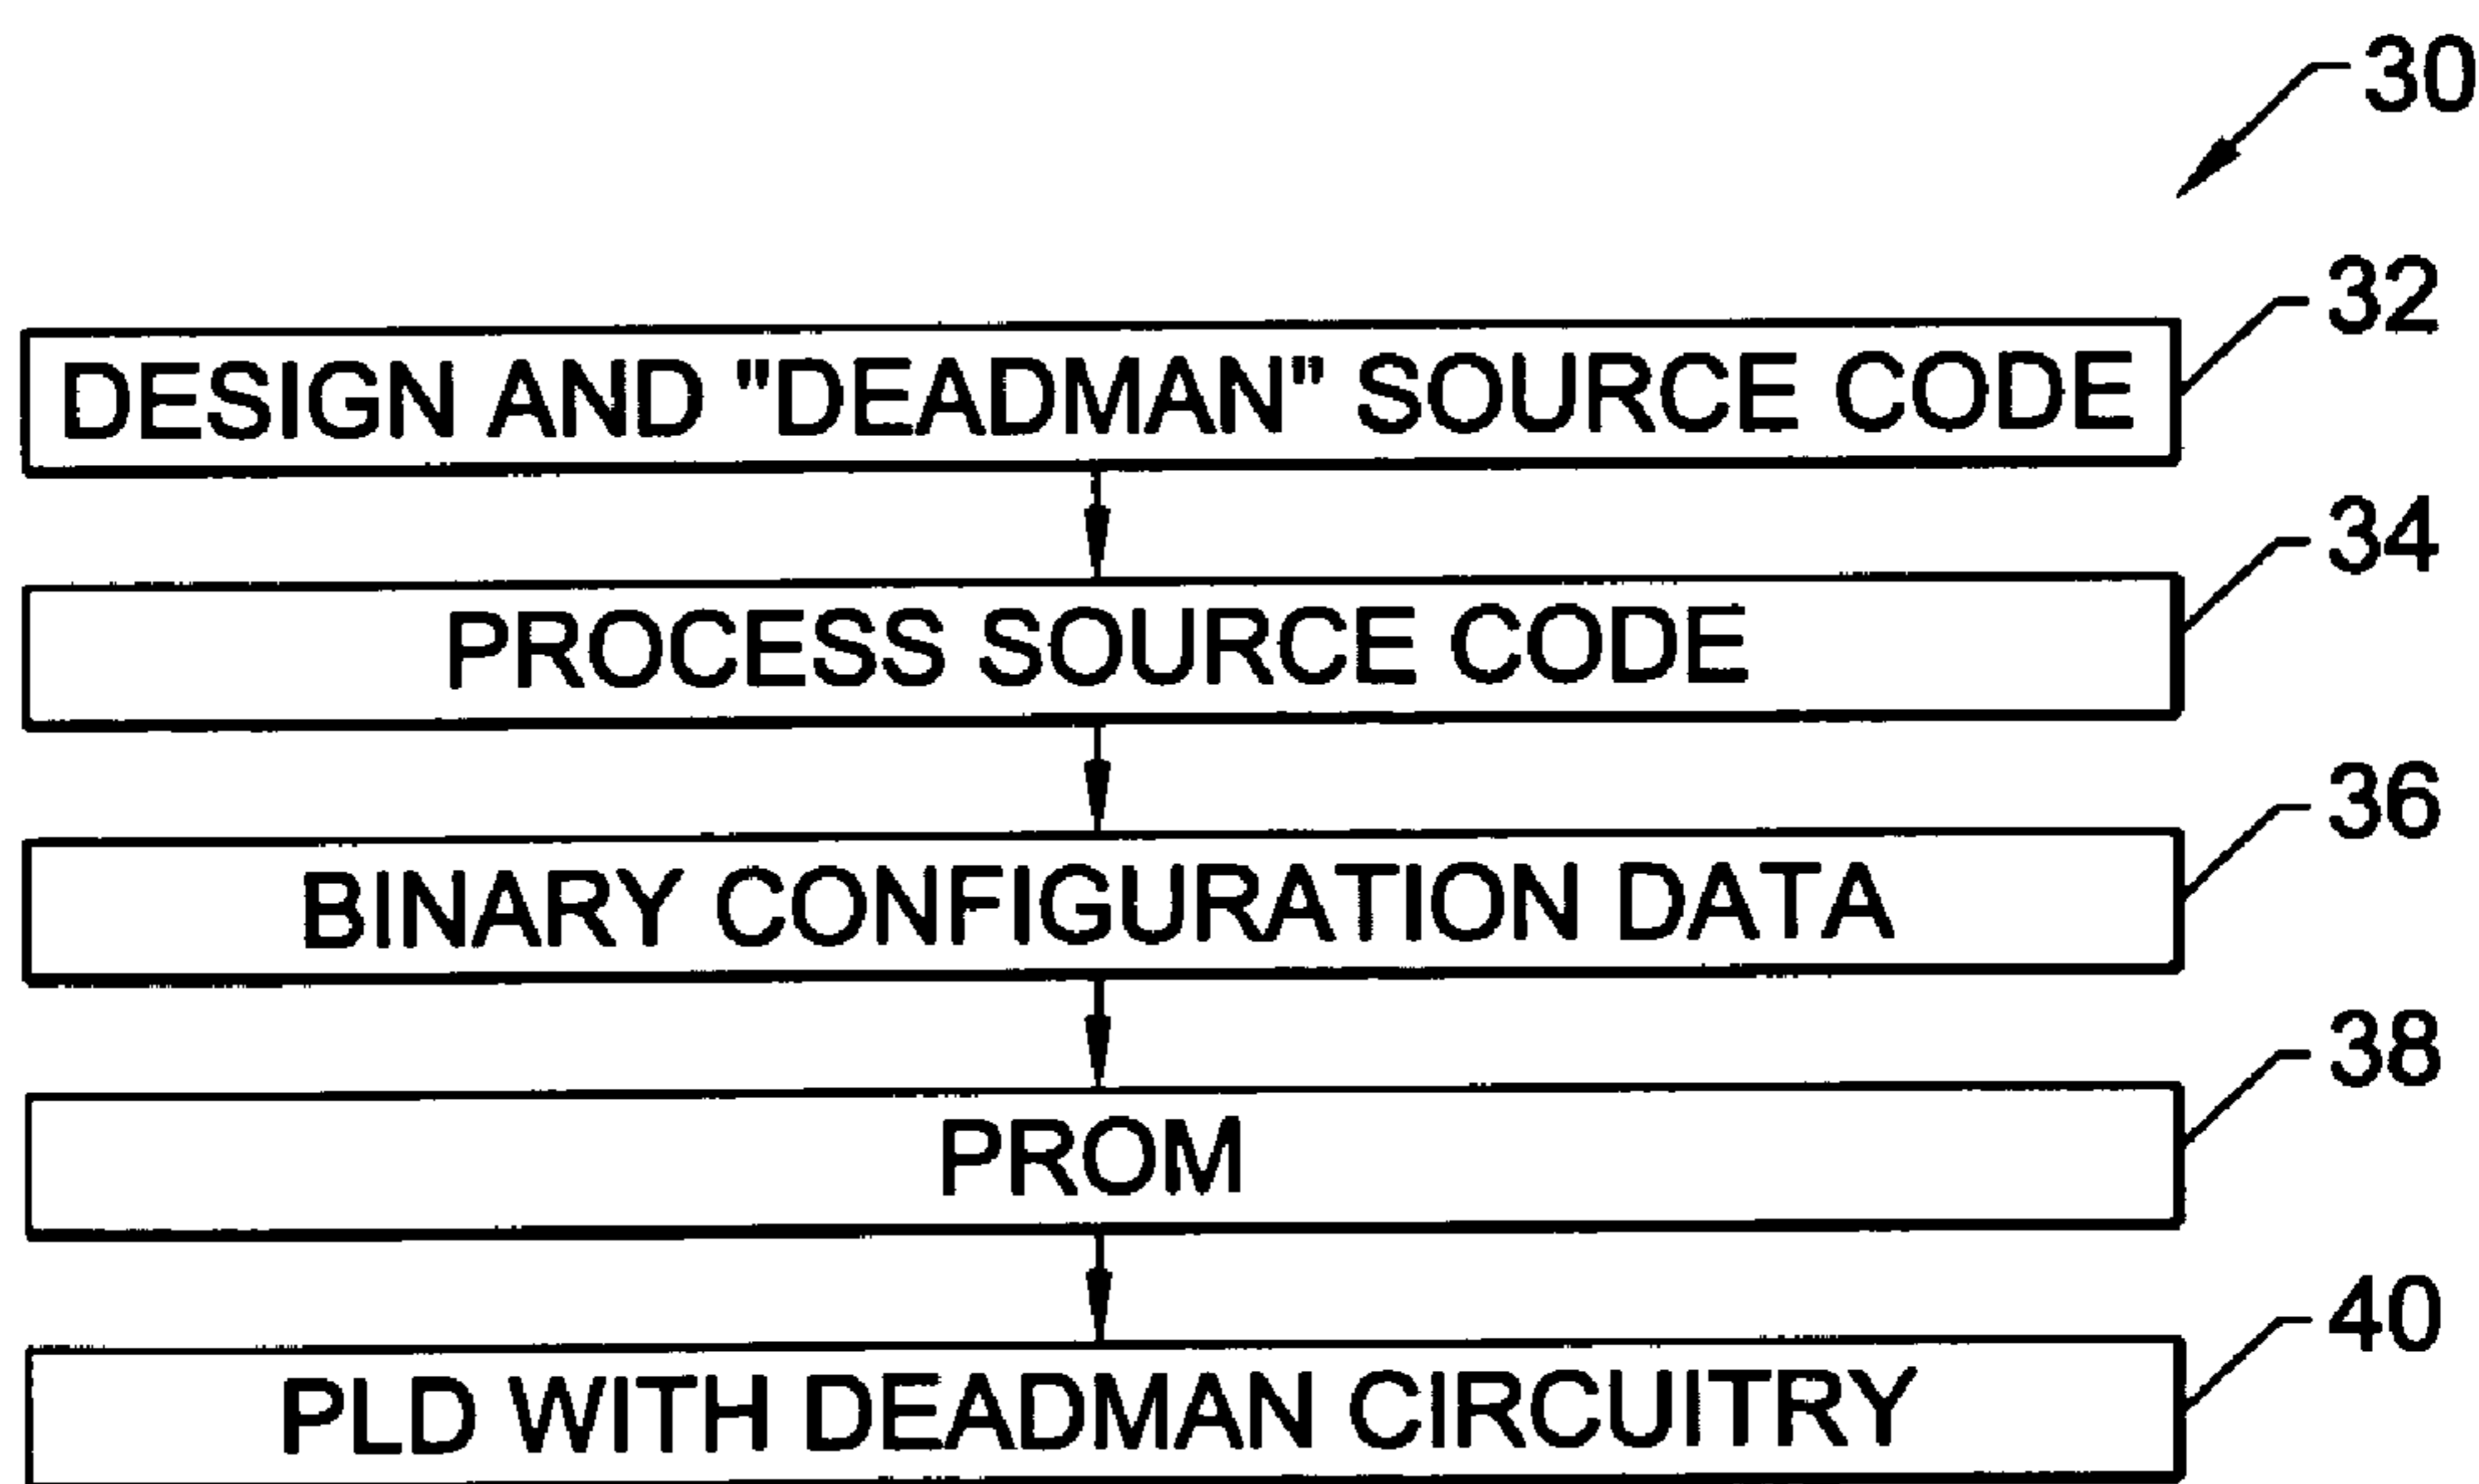 30
32
DESIGN AND "DEADMAN" SOURCE CODE
34
PROCESS SOURCE CODE
36
BINARY CONFIGURATION DATA
38
PROM
40
PLD WITH DEADMAN CIRCUITRY